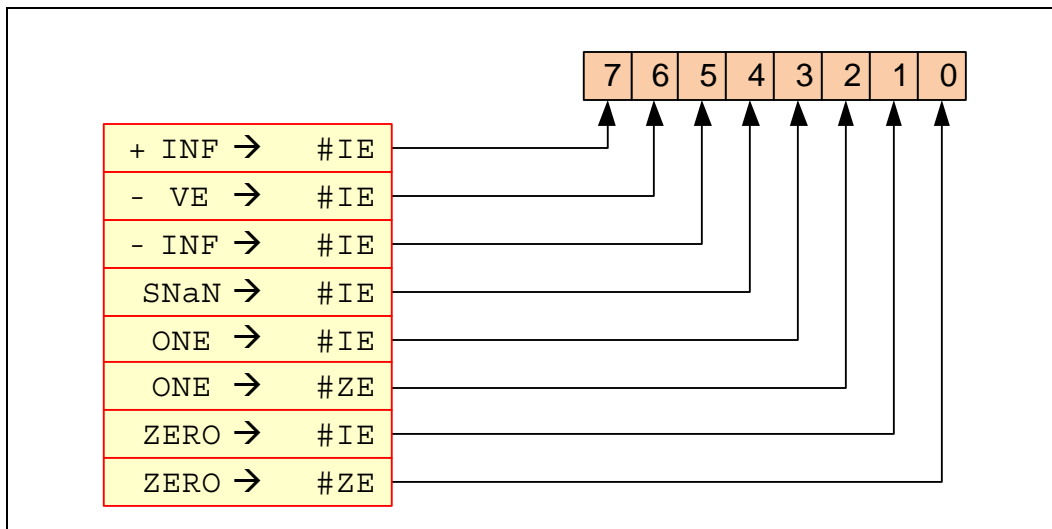 7 6 5 4 3 2 1 0
+ INF → #IE
- VE → #IE
- INF → #IE
SNaN → #IE
ONE → #IE
ONE → #ZE
ZERO → #IE
ZERO → #ZE